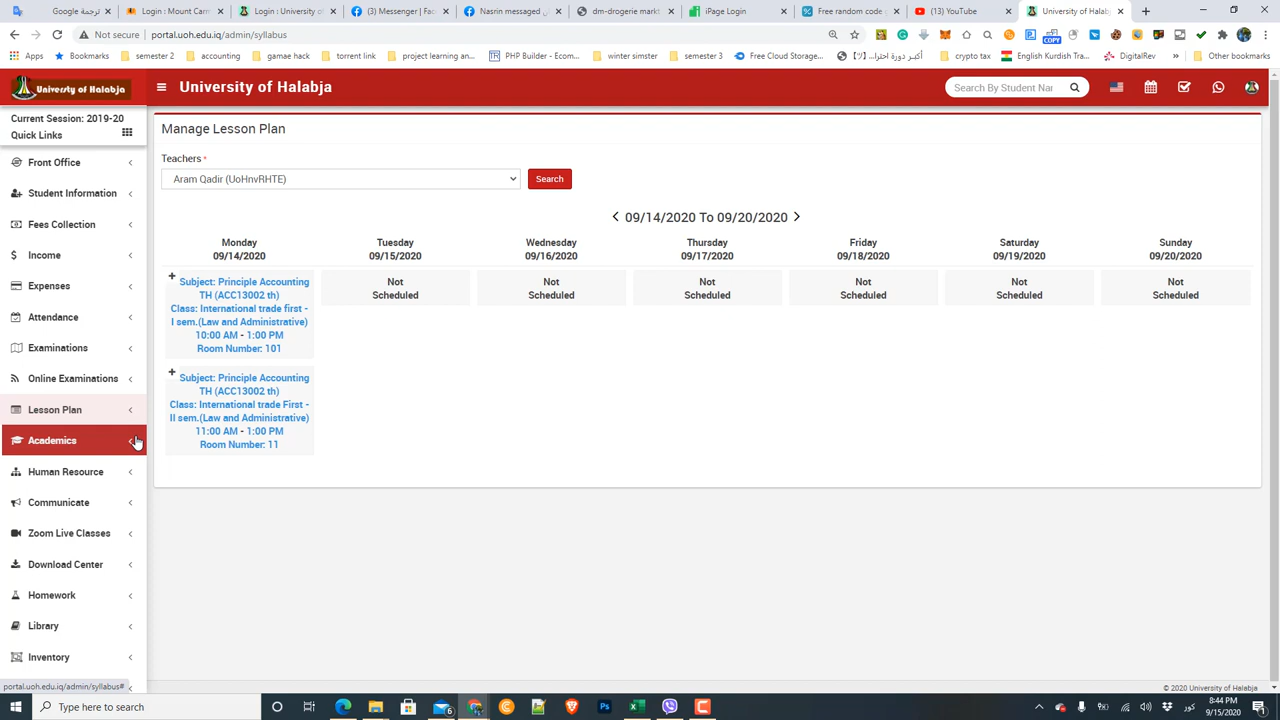 ترجمة Google
Login : Mount Carr
Login : University of Halabja
(3) Messenger | Fac
Nasrin messaged
dm-drogerie markt
iPage Login
Free random code
(13) YouTube
University of Halabja
Not secure | portal.uoh.edu.iq/admin/syllabus
Apps
Bookmarks
semester 2
accounting
gamae hack
torrent link
project learning an...
PHP Builder - Ecom...
winter simster
semester 3
Free Cloud Storage...
crypto tax
English Kurdish Tra...
DigitalRev
»
Other bookmarks
University of Halabja
University of Halabja
Search By Student Nar
Current Session: 2019-20
Quick Links
Front Office
Student Information
Fees Collection
Income
Expenses
Attendance
Examinations
Online Examinations
Lesson Plan
Academics
Human Resource
Communicate
Zoom Live Classes
Download Center
Homework
Library
Inventory
Manage Lesson Plan
Teachers *
Aram Qadir (UoHnvRHTE)
Search
09/14/2020 To 09/20/2020
Monday
09/14/2020
Tuesday
09/15/2020
Wednesday
09/16/2020
Thursday
09/17/2020
Friday
09/18/2020
Saturday
09/19/2020
Sunday
09/20/2020
Subject: Principle Accounting
TH (ACC13002 th)
Class: International trade first -
I sem.(Law and Administrative)
10:00 AM - 1:00 PM
Room Number: 101
Not
Scheduled
Not
Scheduled
Not
Scheduled
Not
Scheduled
Not
Scheduled
Not
Scheduled
Subject: Principle Accounting
TH (ACC13002 th)
Class: International trade First -
II sem.(Law and Administrative)
11:00 AM - 1:00 PM
Room Number: 11
portal.uoh.edu.iq/admin/syllabus#
© 2020 University of Halabja
Type here to search
8:44 PM
9/15/2020